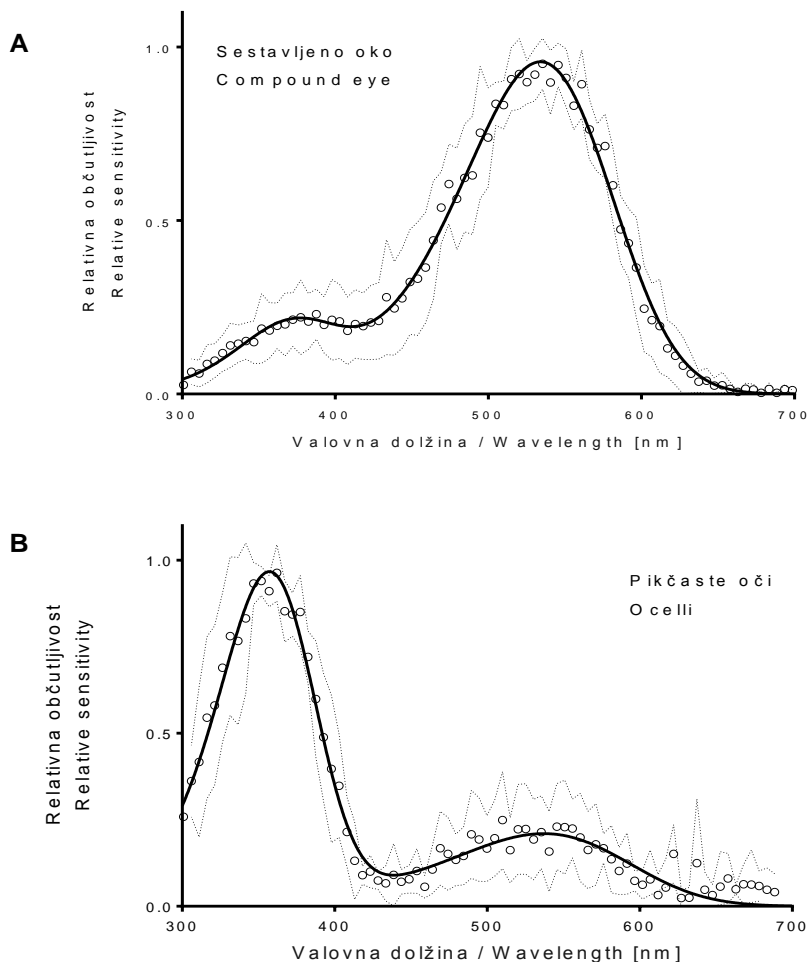 A
Sestavljeno oko
Compound eye
Relativna občutljivost
Relative sensitivity
1.0
0.5
0.0
300
400
500
600
700
Valovna dolžina / Wavelength [nm]
B
Pikčaste oči
Ocelli
Relativna občutljivost
Relative sensitivity
1.0
0.5
0.0
300
400
500
600
700
Valovna dolžina / Wavelength [nm]